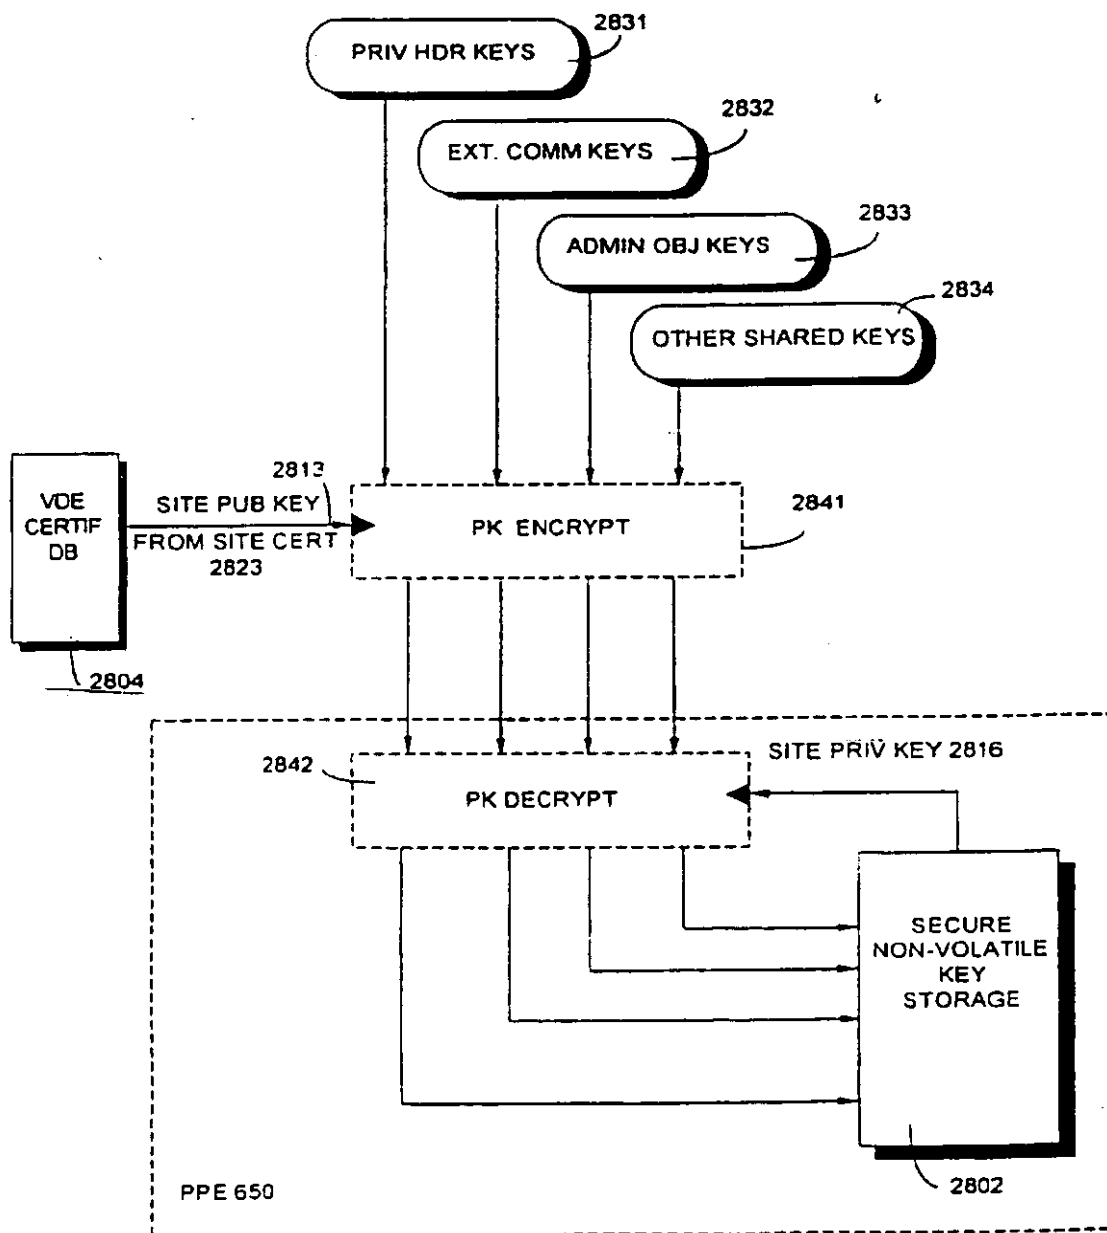 2831
PRIV HDR KEYS
2832
EXT. COMM KEYS
2833
ADMIN OBJ KEYS
2834
OTHER SHARED KEYS
2813
VDE
CERTIF
DB
SITE PUB KEY
FROM SITE CERT
2823
PK ENCRYPT
2841
2804
2842
SITE PRIV KEY 2816
PK DECRYPT
SECURE
NON-VOLATILE
KEY
STORAGE
PPE 650
2802